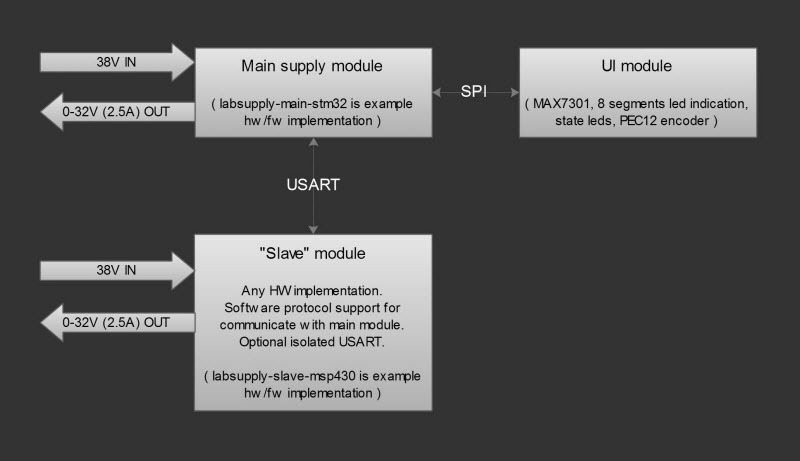 38V IN
0-32V (2.5A) OUT
Main supply module
( labsupply-main-stm32 is example
hw/fw implementation )
SPI
UI module
( MAX7301, 8 segments led indication,
state leds, PEC12 encoder )
USART
38V IN
0-32V (2.5A) OUT
"Slave" module
Any HW implementation.
Software protocol support for
communicate with main module.
Optional isolated USART.
( labsupply-slave-msp430 is example
hw/fw implementation )